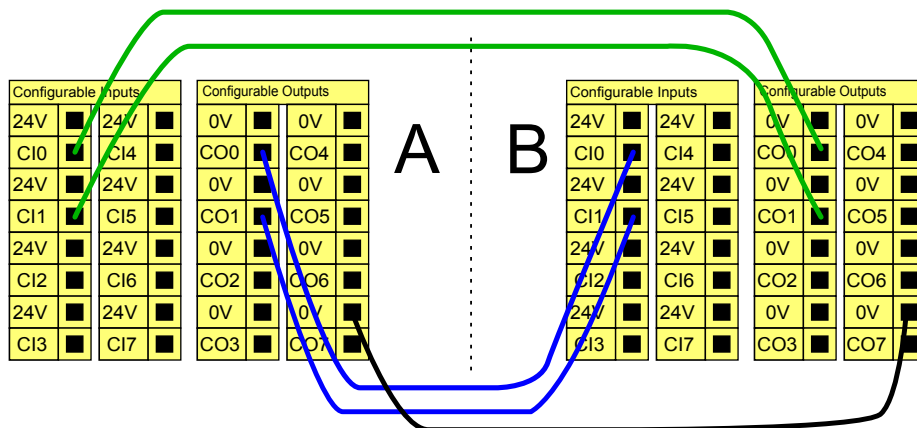 Configurable Inputs
24V 24V
CI0 CI4
24V 24V
CI1 CI5
24V 24V
CI2 CI6
24V 24V
CI3 CI7
Configurable Outputs
0V 0V
CO0 CO4
0V 0V
CO1 CO5
0V 0V
CO2 CO6
0V 0V
CO3 CO7
A
B
Configurable Inputs
24V 24V
CI0 CI4
24V 24V
CI1 CI5
24V 24V
CI2 CI6
24V 24V
CI3 CI7
Configurable Outputs
0V 0V
CO0 CO4
0V 0V
CO1 CO5
0V 0V
CO2 CO6
0V 0V
CO3 CO7